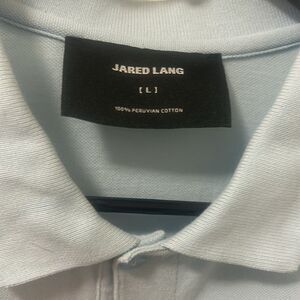 JARED LANG
[ L ]
100% PERUVIAN COTTON